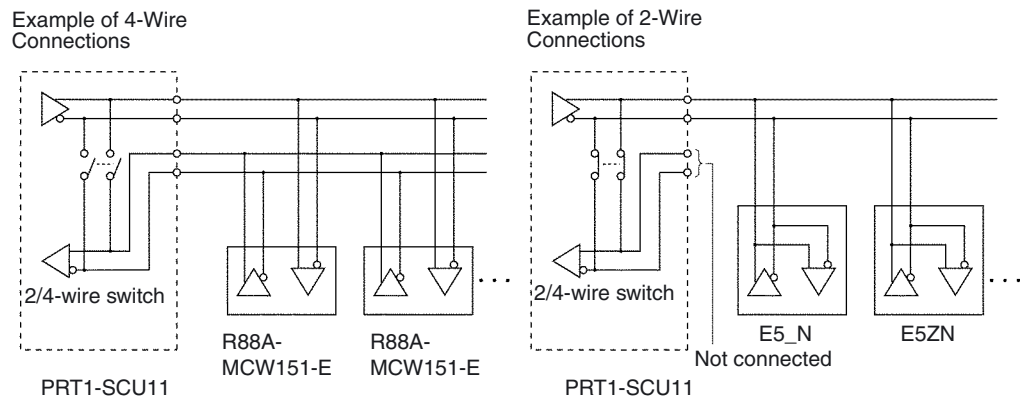 Example of 4-Wire
Connections
2/4-wire switch
R88A-
MCW151-E
R88A-
MCW151-E
PRT1-SCU11
Example of 2-Wire
Connections
2/4-wire switch
E5_N
E5ZN
Not connected
PRT1-SCU11